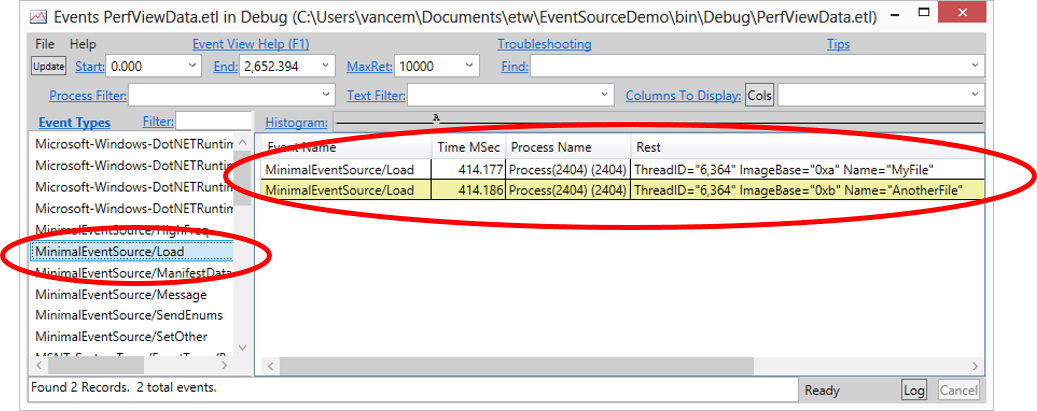 Events PerfViewData.etl in Debug (C:\Users\vancem\Documents\etw\EventSourceDemo\bin\Debug\PerfViewData.etl)
File Help Event View Help (F1) Troubleshooting Tips
Update Start: 0.000 End: 2,652.394 MaxRet: 10000 Find:
Process Filter: Text Filter: Columns To Display: Cols
Event Types Filter: Histogram: A
Event Name Time MSec Process Name Rest
MinimalEventSource/Load 414.177 Process(2404) (2404) ThreadID="6,364" ImageBase="0xa" Name="MyFile"
MinimalEventSource/Load 414.186 Process(2404) (2404) ThreadID="6,364" ImageBase="0xb" Name="AnotherFile"
Microsoft-Windows-DotNETRuntim
Microsoft-Windows-DotNETRuntim
Microsoft-Windows-DotNETRuntim
Microsoft-Windows-DotNETRuntim
MinimalEventSource/HighFreq
MinimalEventSource/Load
MinimalEventSource/ManifestData
MinimalEventSource/Message
MinimalEventSource/SendEnums
MinimalEventSource/SetOther
Found 2 Records. 2 total events. Ready Log Cancel